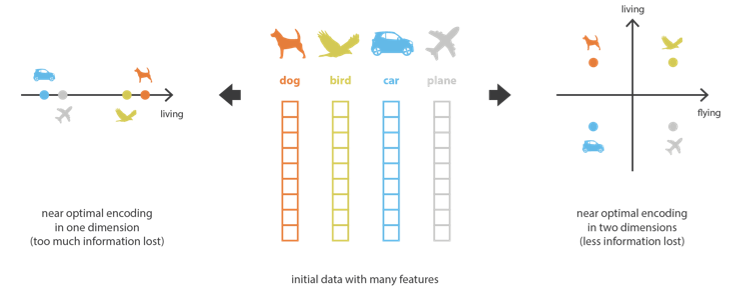 living
near optimal encoding
in one dimension
(too much information lost)
dog bird car plane
initial data with many features
living
flying
near optimal encoding
in two dimensions
(less information lost)